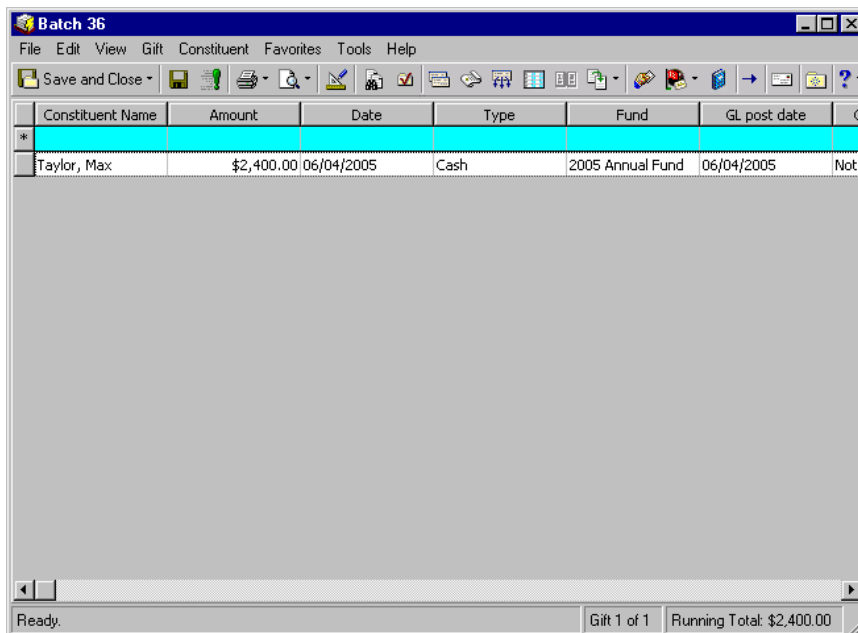 Batch 36
File Edit View Gift Constituent Favorites Tools Help
Save and Close
Constituent Name Amount Date Type Fund GL post date
*
Taylor, Max $2,400.00 06/04/2005 Cash 2005 Annual Fund 06/04/2005 Not
Ready. Gift 1 of 1 Running Total: $2,400.00